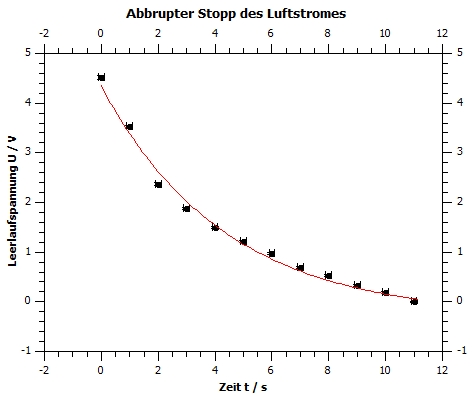 Abbrupter Stopp des Luftstromes
-2 0 2 4 6 8 10 12
5 5
4 4
3 3
2 2
1 1
0 0
-1 -1
Leerlaufspannung U / V
-2 0 2 4 6 8 10 12
Zeit t / s